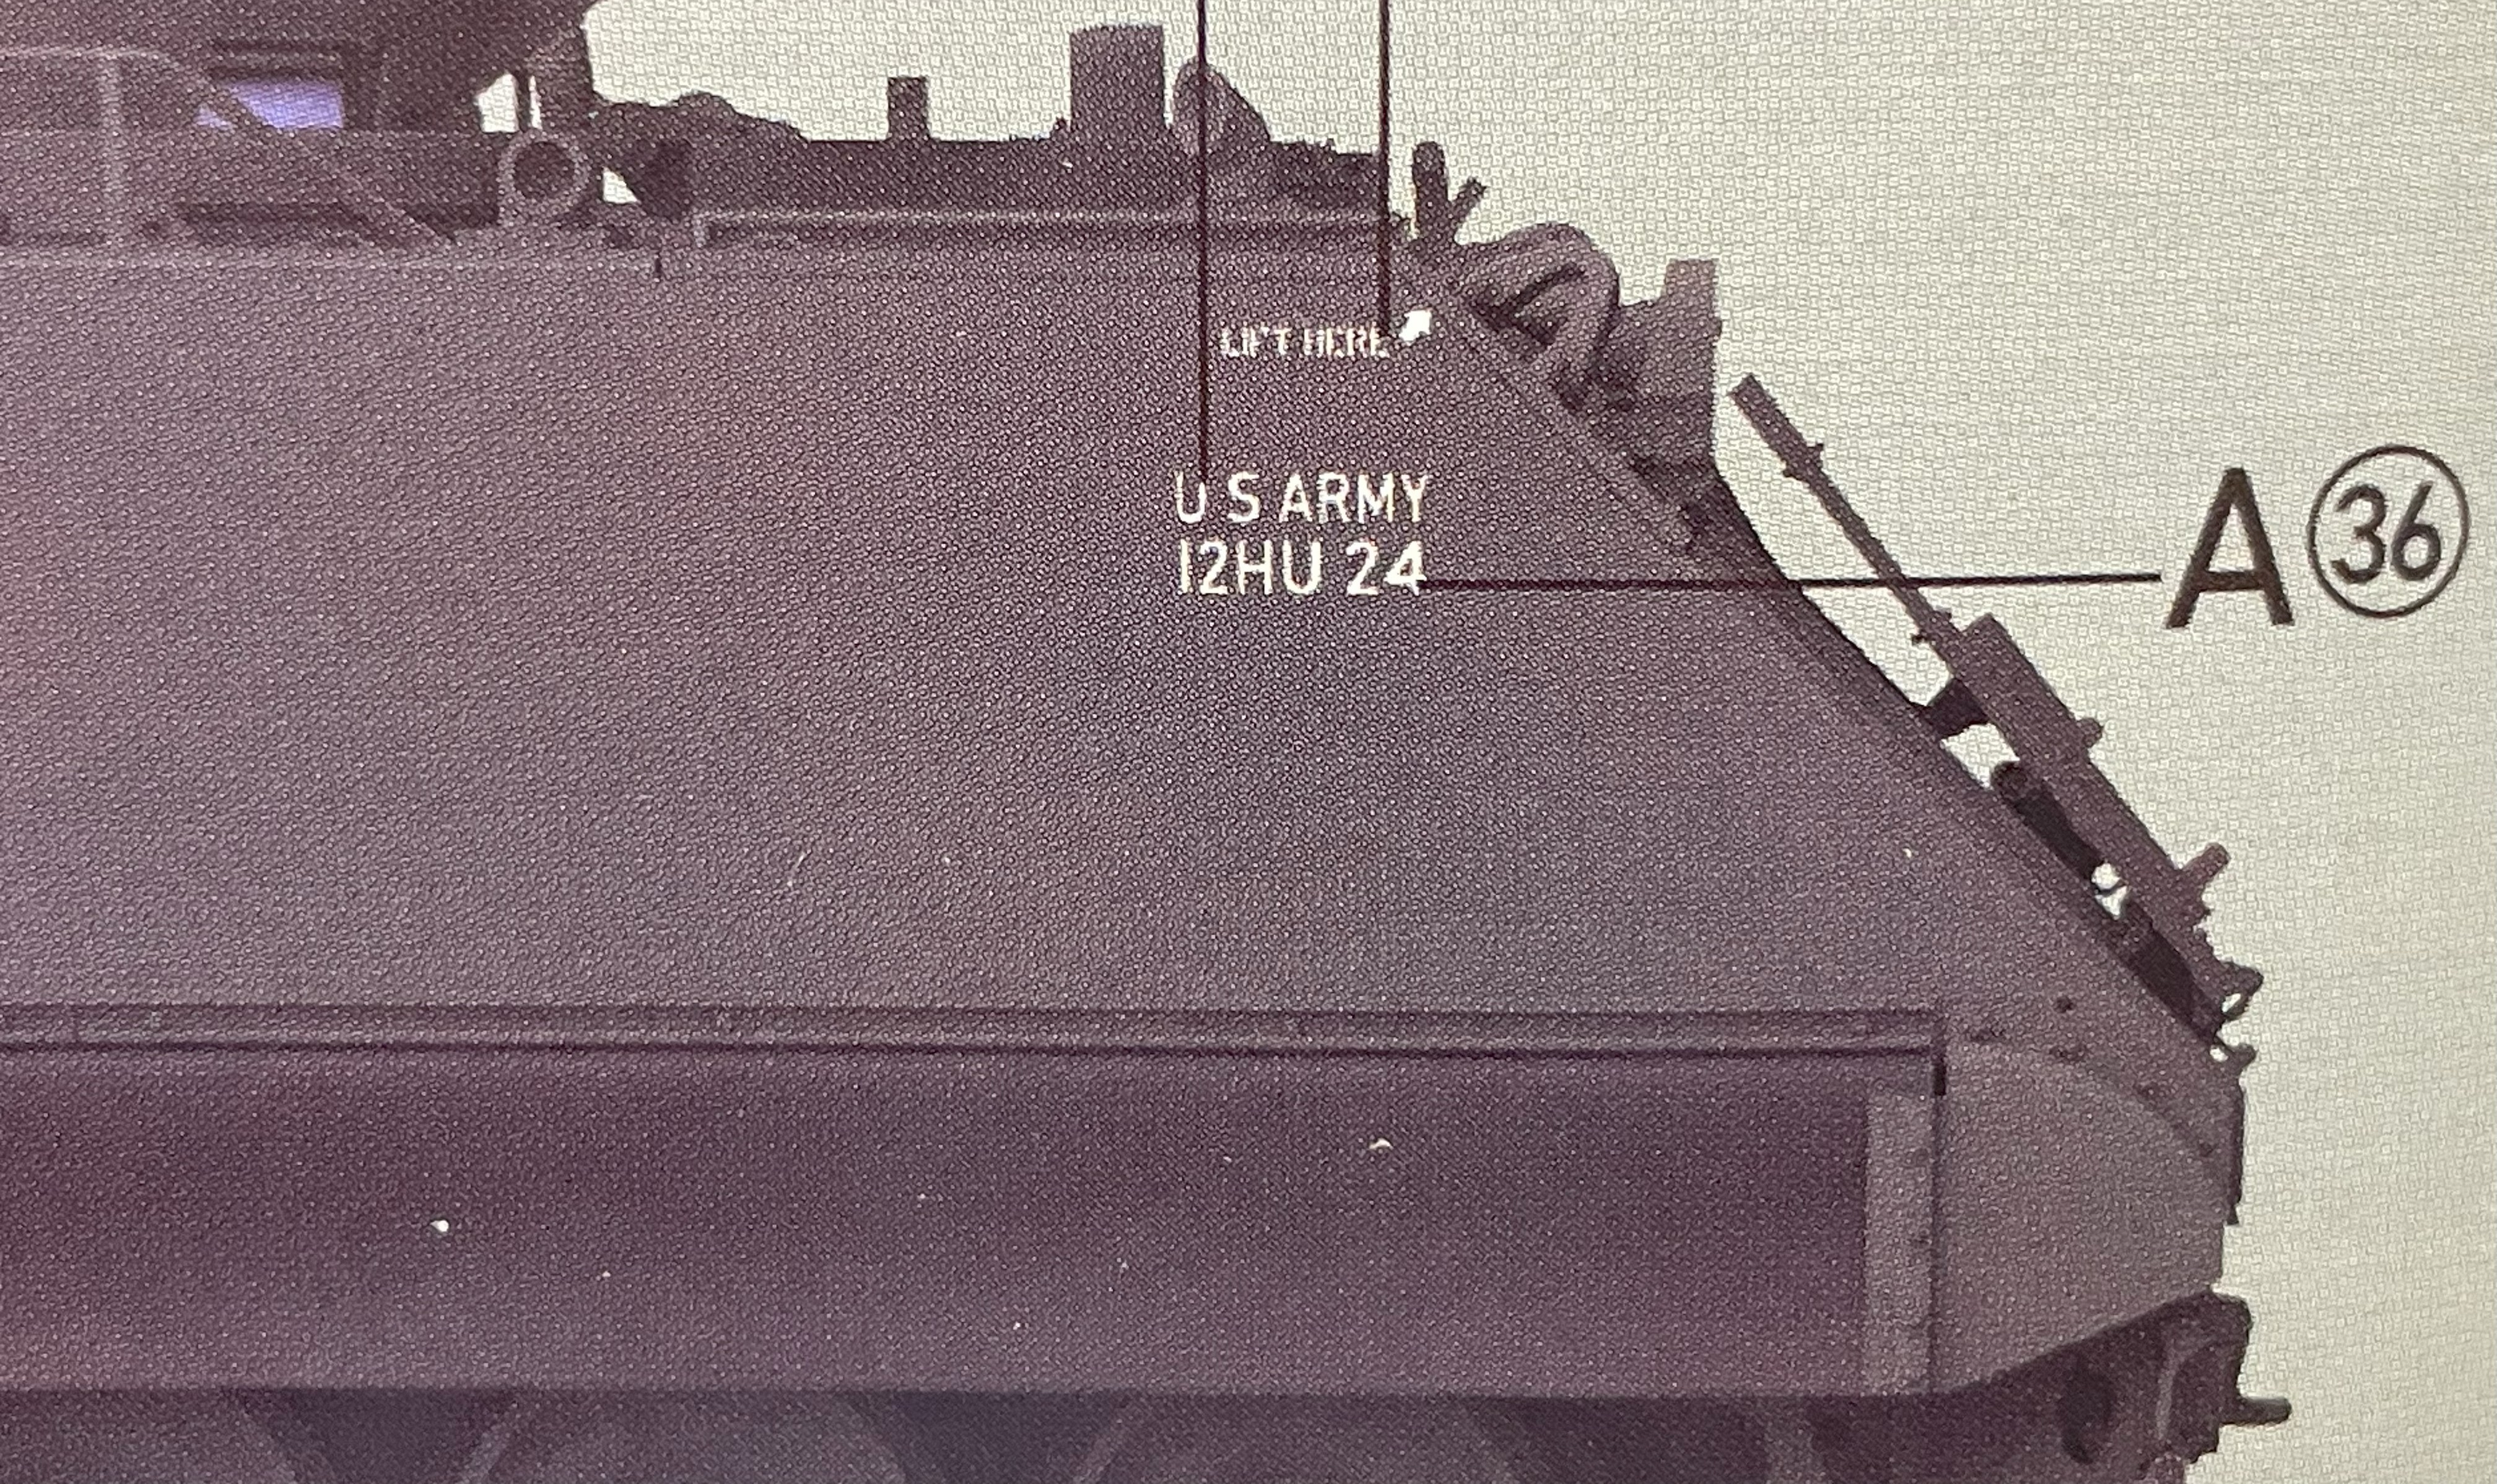 LIFT HERE
U S ARMY
12HU 24
A 36